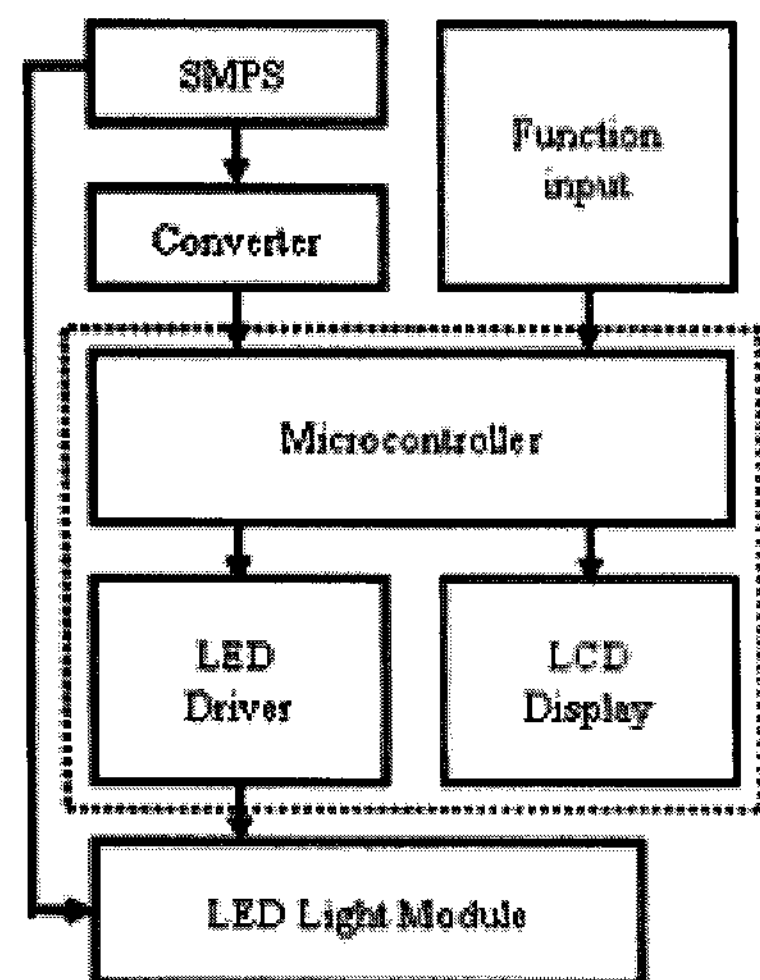 SMPS
Function
input
Converter
Microcontroller
LED
Driver
LCD
Display
LED Light Module